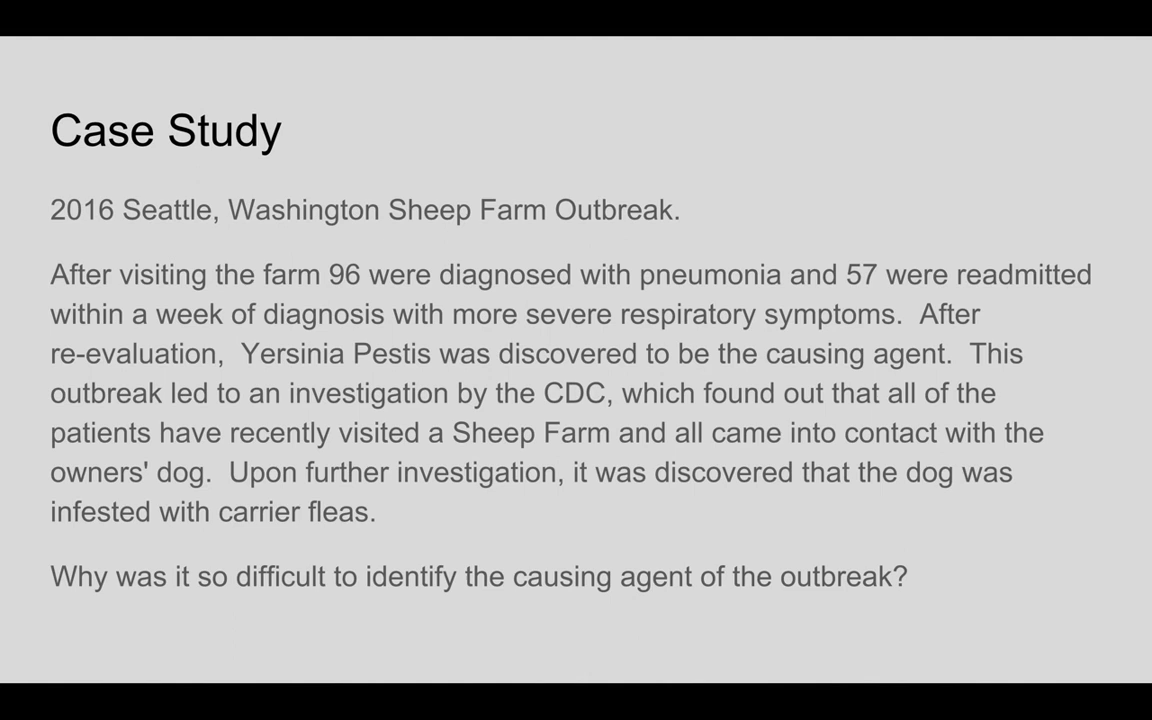 Case Study
2016 Seattle, Washington Sheep Farm Outbreak.
After visiting the farm 96 were diagnosed with pneumonia and 57 were readmitted
within a week of diagnosis with more severe respiratory symptoms.  After
re-evaluation,  Yersinia Pestis was discovered to be the causing agent.  This
outbreak led to an investigation by the CDC, which found out that all of the
patients have recently visited a Sheep Farm and all came into contact with the
owners' dog.  Upon further investigation, it was discovered that the dog was
infested with carrier fleas.
Why was it so difficult to identify the causing agent of the outbreak?